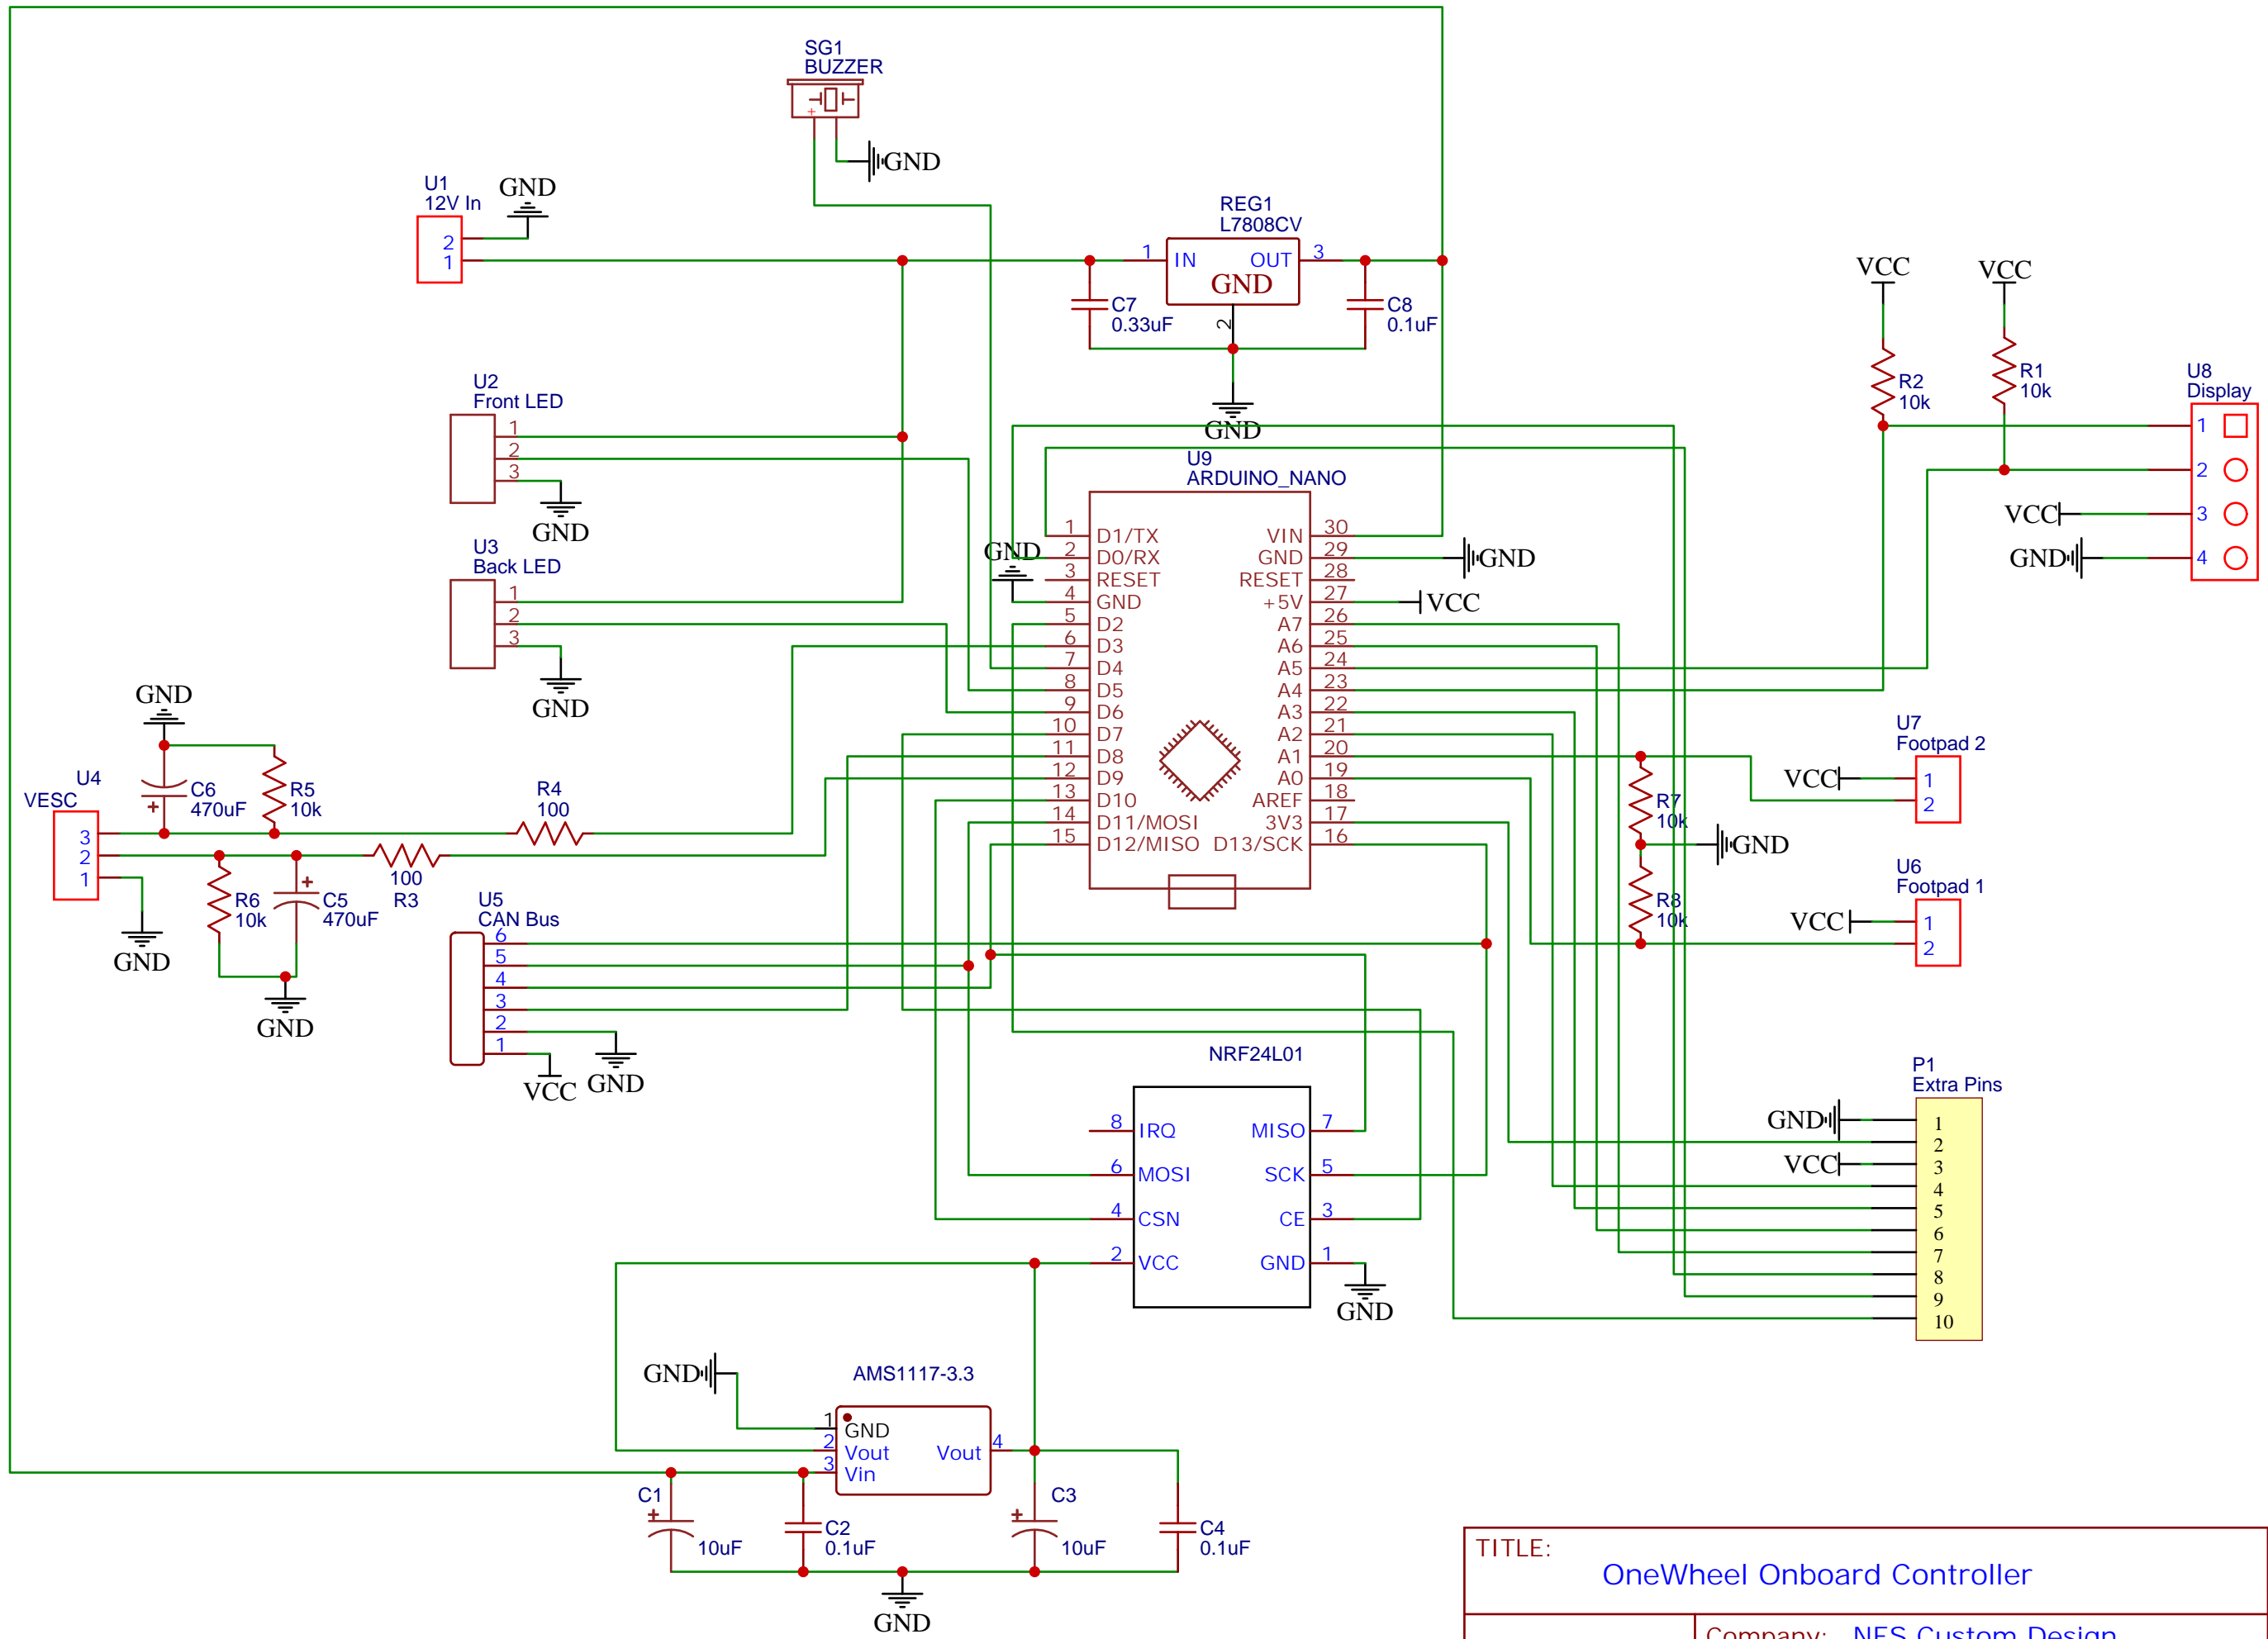 SG1
BUZZER
+
GND
U1
12V In
GND
2
1
REG1
L7808CV
1
IN
OUT
3
GND
2
C7
0.33uF
C8
0.1uF
GND
VCC
VCC
R2
10k
R1
10k
U8
Display
1
2
VCC
3
GND
4
U2
Front LED
1
2
3
GND
U3
Back LED
1
2
3
GND
U9
ARDUINO_NANO
GND
1 D1/TX
2 D0/RX
3 RESET
4 GND
5 D2
6 D3
7 D4
8 D5
9 D6
10 D7
11 D8
12 D9
13 D10
14 D11/MOSI
15 D12/MISO
VIN 30
GND 29
RESET 28
+5V 27
A7 26
A6 25
A5 24
A4 23
A3 22
A2 21
A1 20
A0 19
AREF 18
3V3 17
D13/SCK 16
GND
VCC
GND
C6
470uF
+
R5
10k
U4
VESC
3
2
1
GND
R4
100
100
R3
R6
10k
+
C5
470uF
GND
U5
CAN Bus
6
5
4
3
2
1
VCC
GND
U7
Footpad 2
VCC
1
2
R7
10k
GND
R8
10k
U6
Footpad 1
VCC
1
2
NRF24L01
8 IRQ
6 MOSI
4 CSN
2 VCC
MISO 7
SCK 5
CE 3
GND 1
GND
P1
Extra Pins
GND
VCC
1
2
3
4
5
6
7
8
9
10
AMS1117-3.3
GND
1
GND
2
Vout
3
Vin
Vout
4
C1
+
10uF
C2
0.1uF
C3
+
10uF
C4
0.1uF
GND
TITLE:
OneWheel Onboard Controller
Company: NFS Custom Design